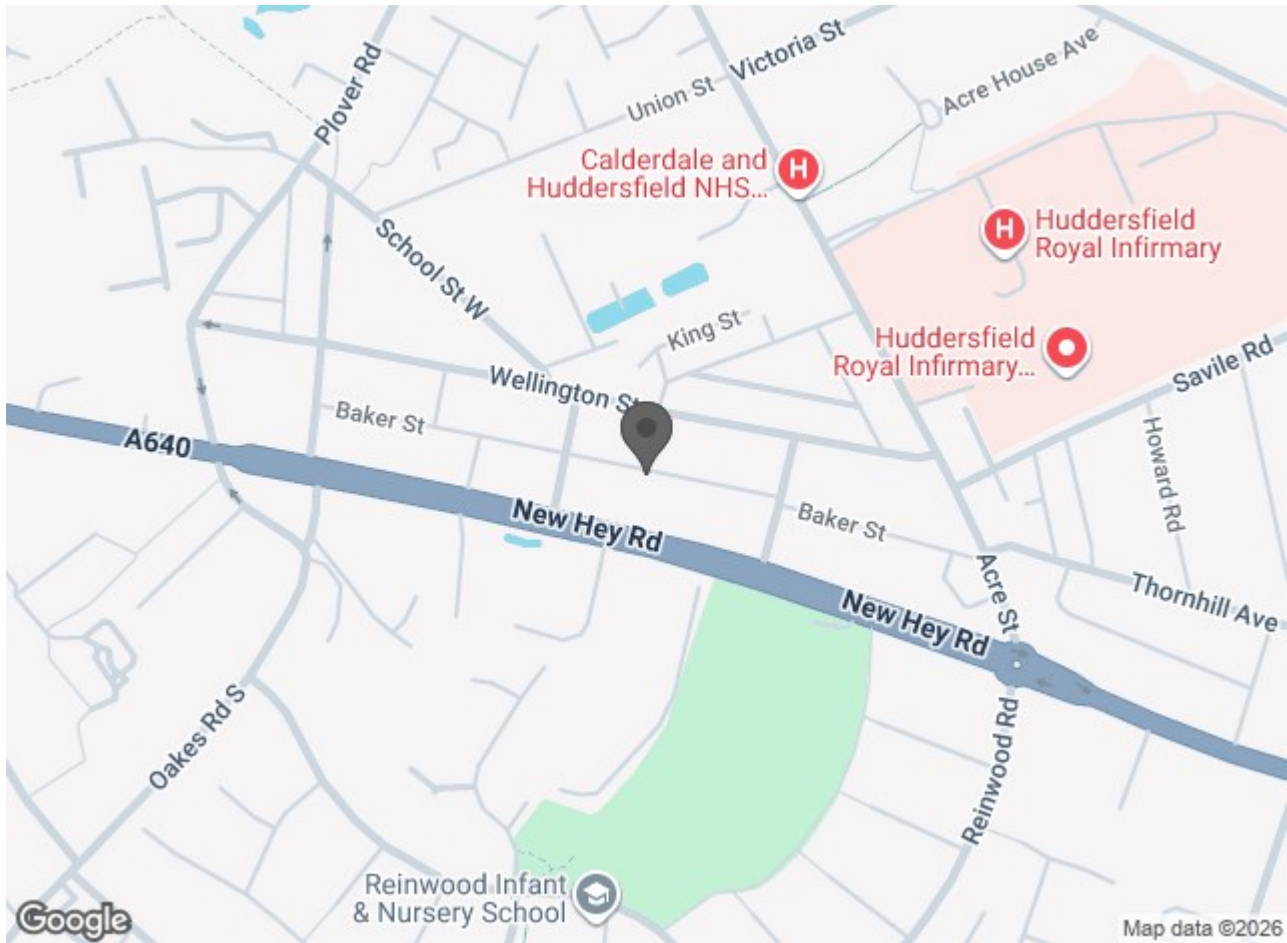 Plover Rd
Victoria St
Union St
Acre House Ave
Calderdale and
Huddersfield NHS...
H
H
Huddersfield
Royal Infirmary
School St W
King St
Huddersfield
Royal Infirmary...
Savile Rd
Wellington St
Baker St
Howard Rd
A640
New Hey Rd
Baker St
Acre St
Thornhill Ave
New Hey Rd
Oakes Rd S
Reinwood Rd
Reinwood Infant
& Nursery School
Google
Map data ©2026